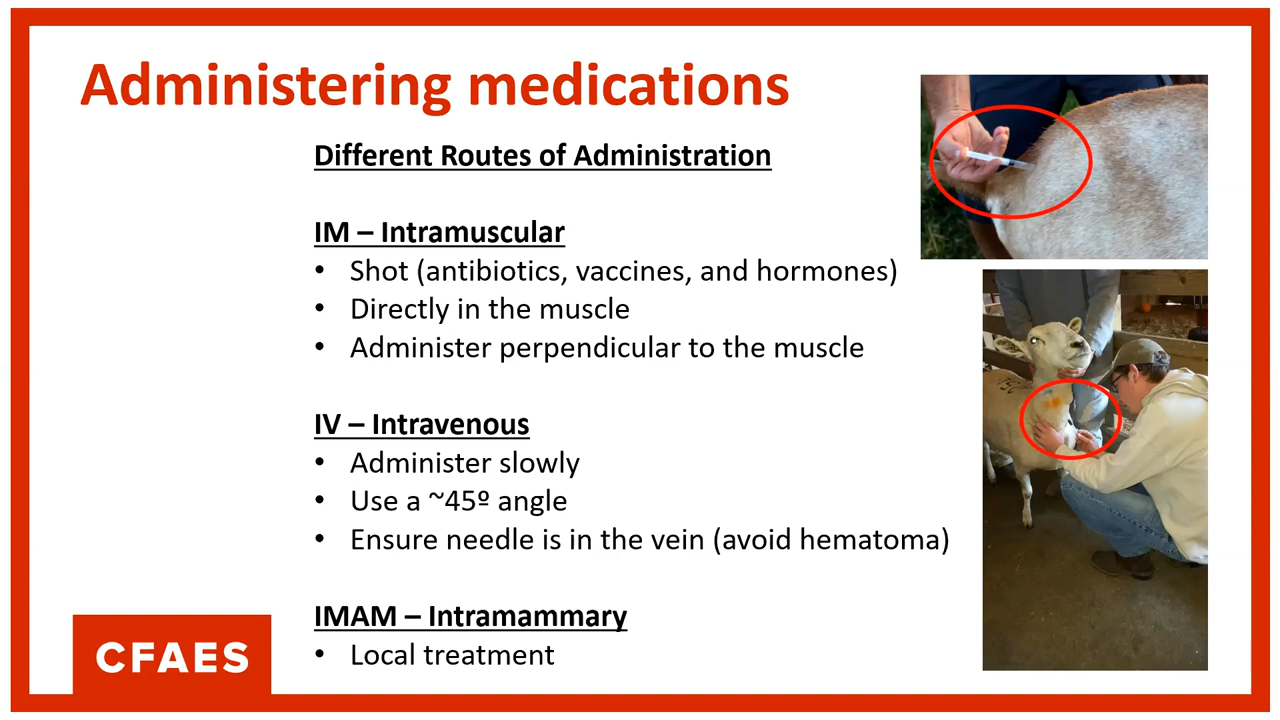 Administering medications
Different Routes of Administration
IM – Intramuscular
• Shot (antibiotics, vaccines, and hormones)
• Directly in the muscle
• Administer perpendicular to the muscle
IV – Intravenous
• Administer slowly
• Use a ~45º angle
• Ensure needle is in the vein (avoid hematoma)
IMAM – Intramammary
• Local treatment
CFAES